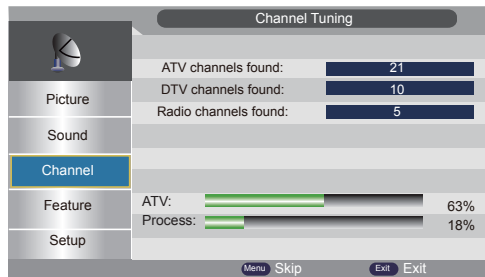 Channel Tuning
ATV channels found: 21
DTV channels found: 10
Radio channels found: 5
Picture
Sound
Channel
Feature
Setup
ATV: 63%
Process: 18%
Menu Skip Exit Exit